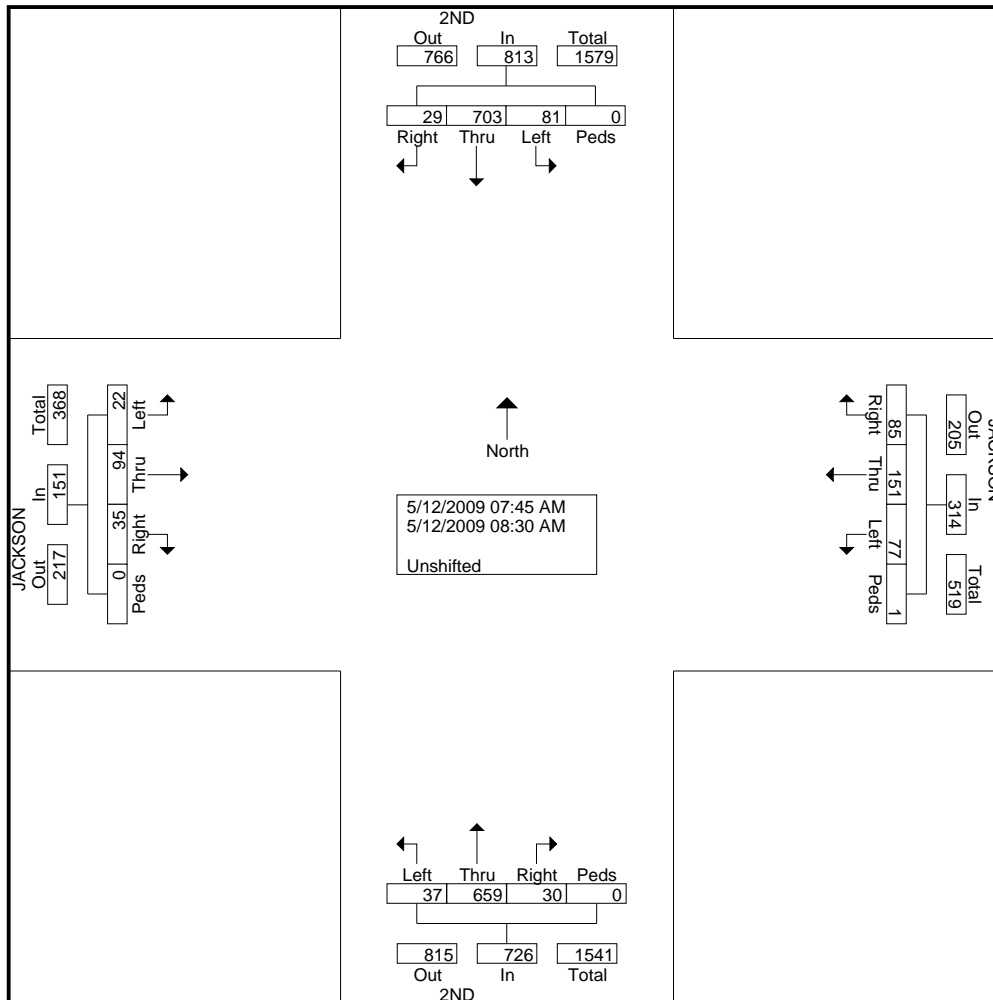 2ND
Out In Total
766 813 1579
29 703 81 0
Right Thru Left Peds
JACKSON
Total In Out
368 151 217
22 94 35 0
Left Thru Right Peds
North
5/12/2009 07:45 AM
5/12/2009 08:30 AM
Unshifted
JACKSON
Out In Total
205 314 519
85 151 77 1
Right Thru Left Peds
Left Thru Right Peds
37 659 30 0
815 726 1541
Out In Total
2ND